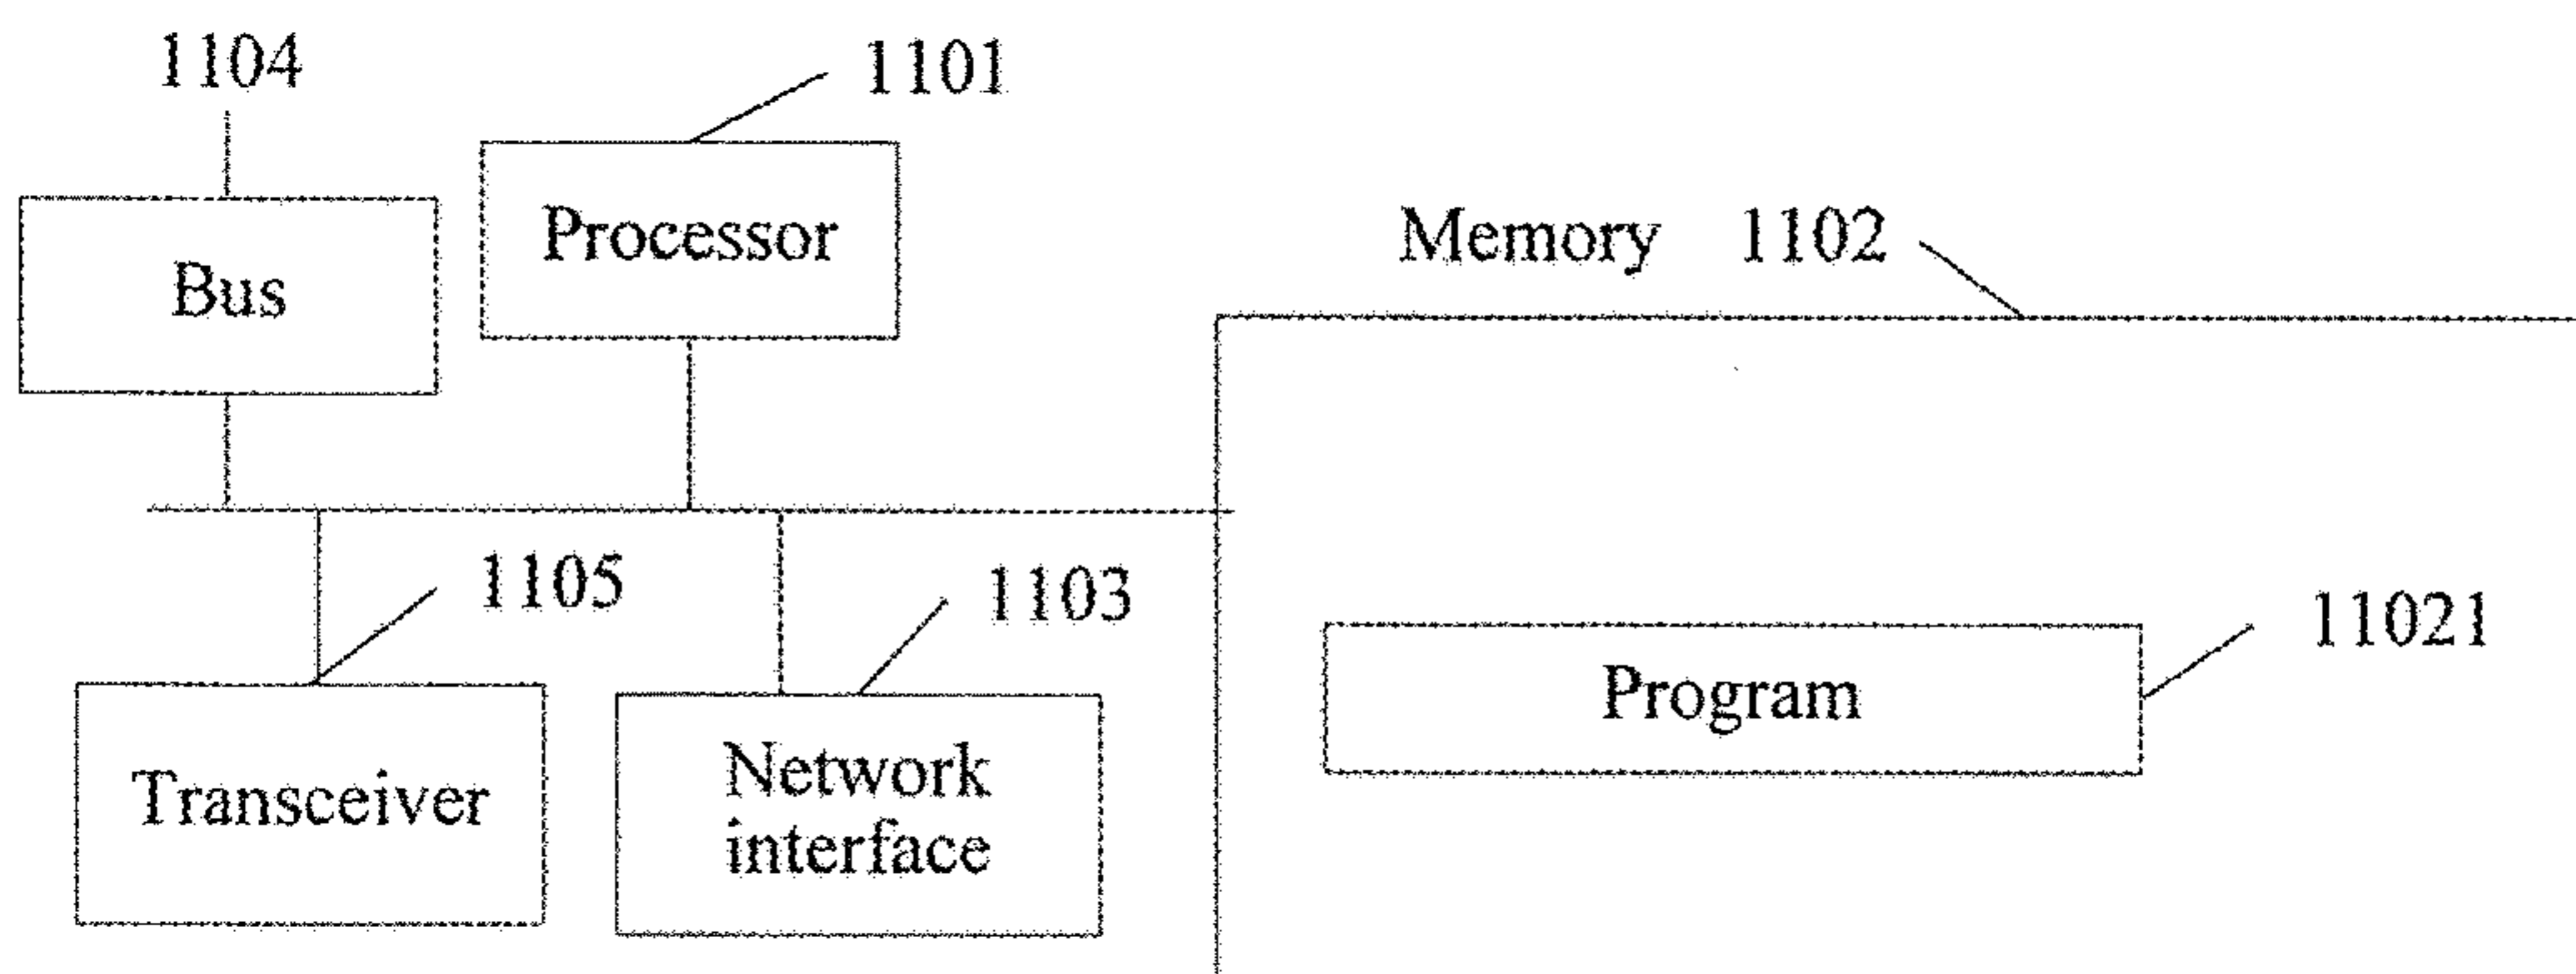 1104
1101
Processor
Bus
Memory 1102
1105
1103
11021
Program
Transceiver
Network
interface